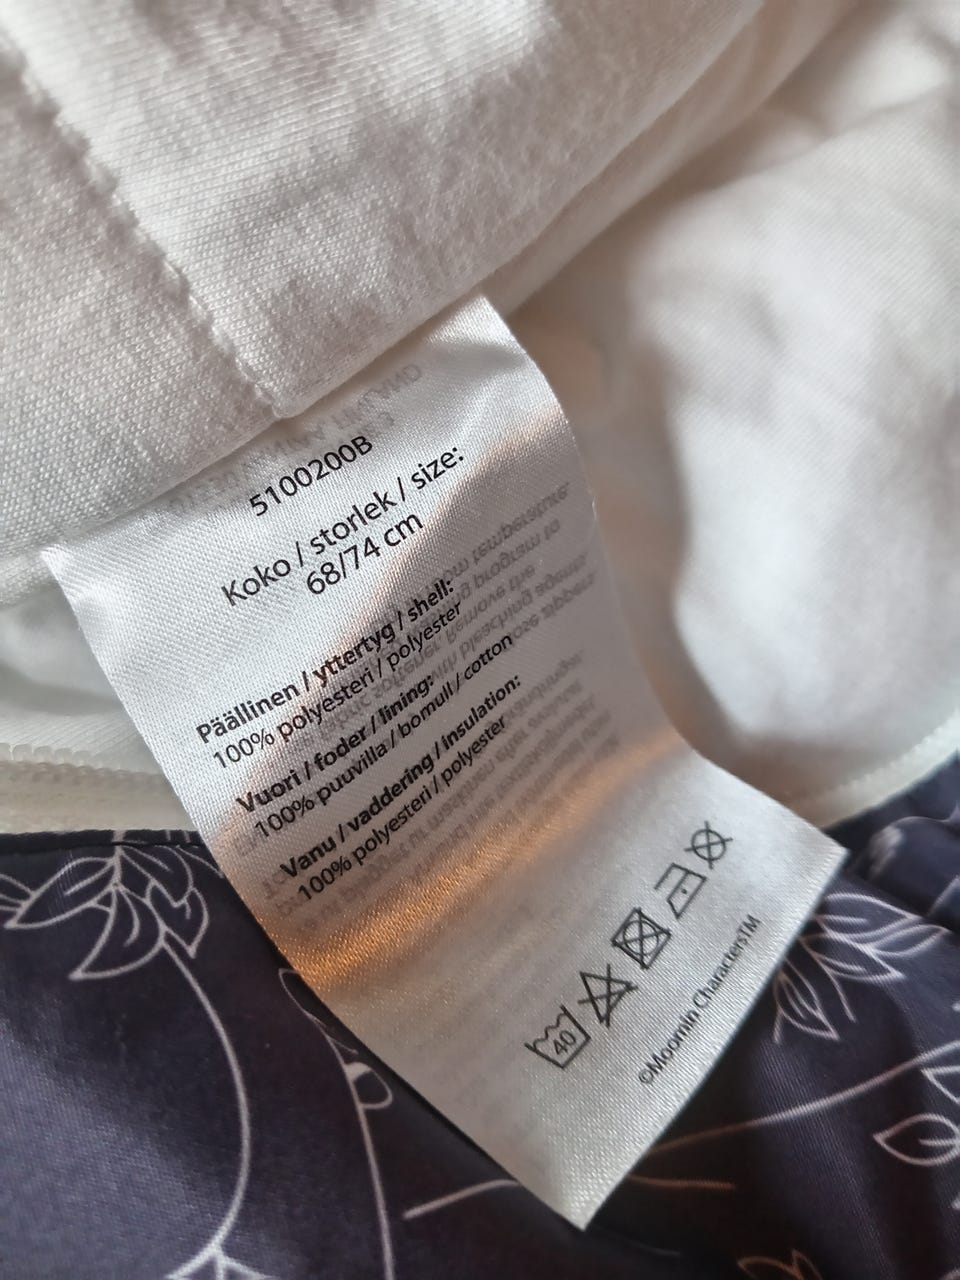 5100200B
Koko / storlek / size:
68/74 cm
Päällinen / yttertyg / shell:
100% polyesteri / polyester
Vuori / foder / lining:
100% puuvilla / bomull / cotton
Vanu / vaddering / insulation:
100% polyesteri / polyester
40
©Moomin Characters™